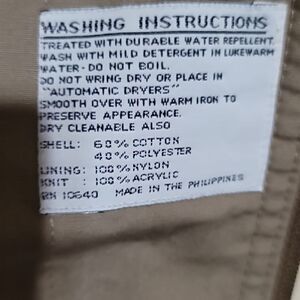 WASHING INSTRUCTIONS
TREATED WITH DURABLE WATER REPELLENT.
WASH WITH MILD DETERGENT IN LUKEWARM
WATER - DO NOT BOIL.
DO NOT WRING DRY OR PLACE IN
"AUTOMATIC DRYERS"
SMOOTH OVER WITH WARM IRON TO
PRESERVE APPEARANCE.
DRY CLEANABLE ALSO
SHELL: 60% COTTON
40% POLYESTER
LINING: 100% NYLON
KNIT : 100% ACRYLIC
RN 10640 MADE IN THE PHILIPPINES